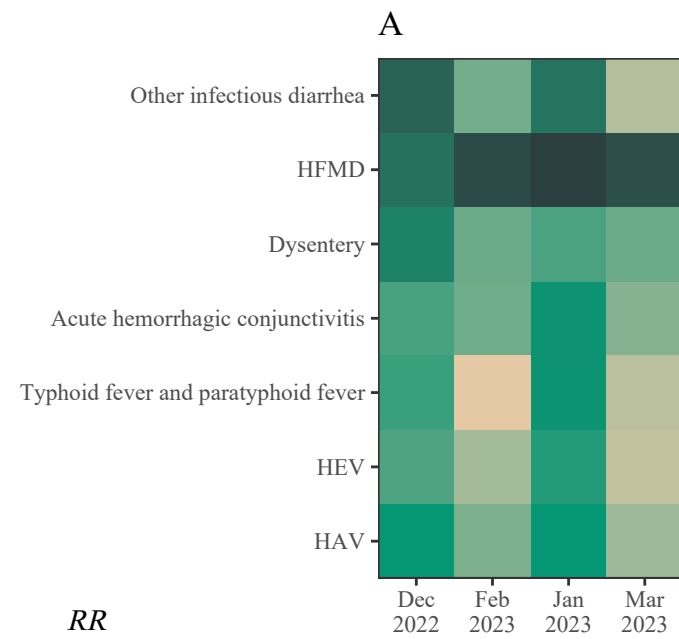 A
Other infectious diarrhea
HFMD
Dysentery
Acute hemorrhagic conjunctivitis
Typhoid fever and paratyphoid fever
HEV
HAV
Dec Feb Jan Mar
2022 2023 2023 2023
RR